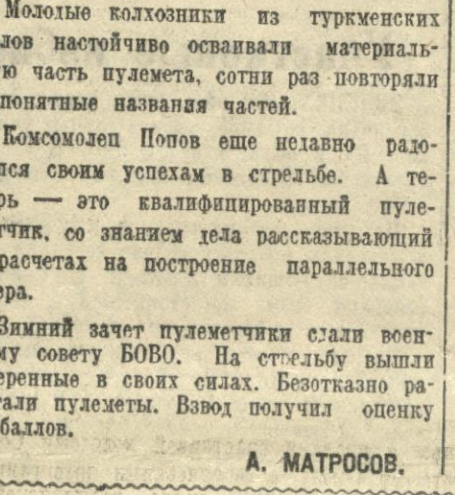 Молодые колхозники из туркменских
лов настойчиво осваивали материаль-
ю часть пулемета, сотни раз повторяли
понятные названия частей.
Комсомолец Попов еще недавно радо-
лся своим успехам в стрельбе. А те-
рь — это квалифицированный пуле-
тчик, со знанием дела рассказывающий
расчетах на построение параллельного
ера.
Зимний зачет пулеметчики сдали воен-
му совету БОВО. На стрельбу вышли
еренные в своих силах. Безотказно ра-
тали пулеметы. Взвод получил оценку
баллов.
А. МАТРОСОВ.